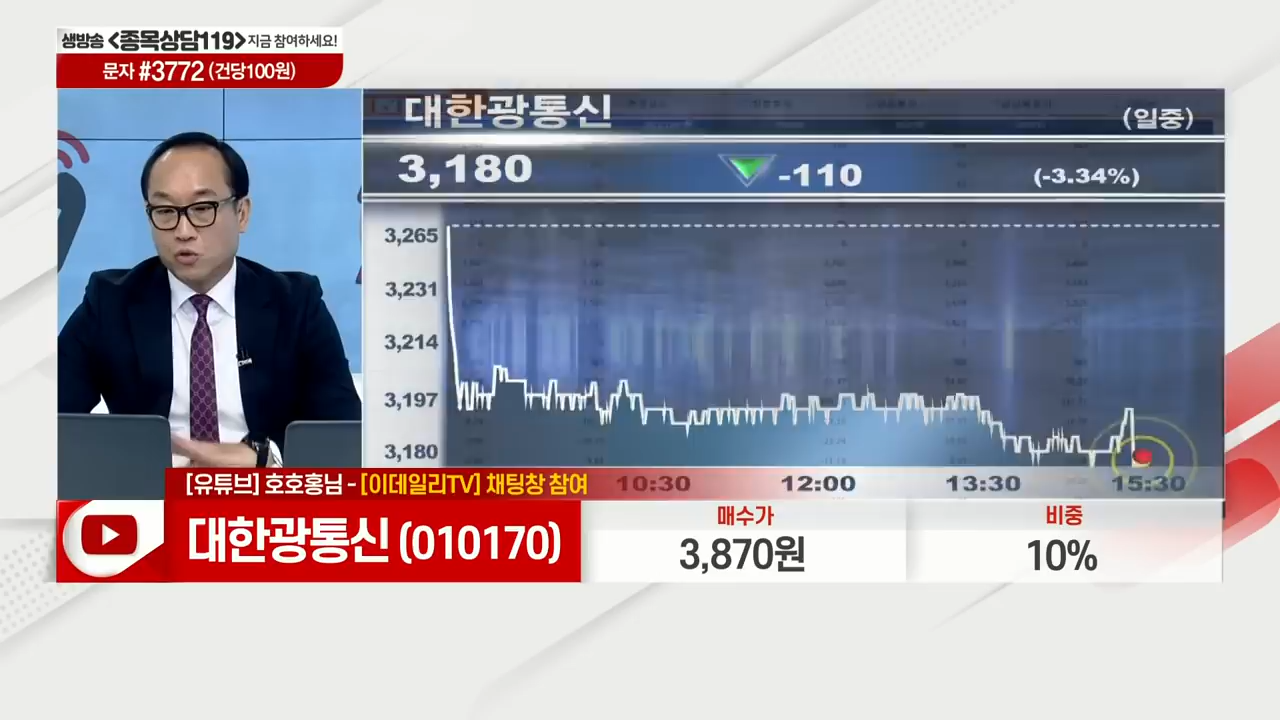 생방송 <종목상담119> 지금 참여하세요!
문자 #3772 (건당100원)
대한광통신
(일중)
3,180
-110
(-3.34%)
3,265
3,231
3,214
3,197
3,180
10:30
12:00
13:30
15:30
[유튜브] 호호홍님 - [이데일리TV] 채팅창 참여
대한광통신 (010170)
매수가
3,870원
비중
10%